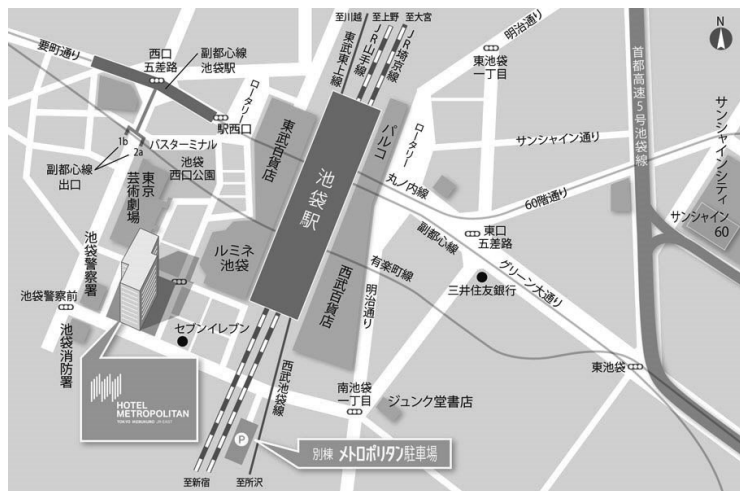 至川越
至上野
至大宮
東武東上線
JR山手線
JR埼京線
明治通り
N
要町通り
西口
五差路
副都心線
池袋駅
ロータリー
東池袋
一丁目
首都高速5号池袋線
サンシャインシティ
駅西口
1b
2a
バスターミナル
副都心線
出口
池袋
西口公園
東京
芸術劇場
東武百貨店
池袋駅
パルコ
ロータリー
サンシャイン通り
丸ノ内線
60階通り
サンシャイン
60
副都心線
東口
五差路
グリーン大通り
有楽町線
三井住友銀行
ルミネ
池袋
西武百貨店
明治通り
池袋警察署
池袋警察前
池袋消防署
セブンイレブン
西武池袋線
東池袋
南池袋
一丁目
ジュンク堂書店
HOTEL
METROPOLITAN
TOKYO IKEBUKURO
P
別棟 メトロポリタン駐車場
至新宿
至所沢